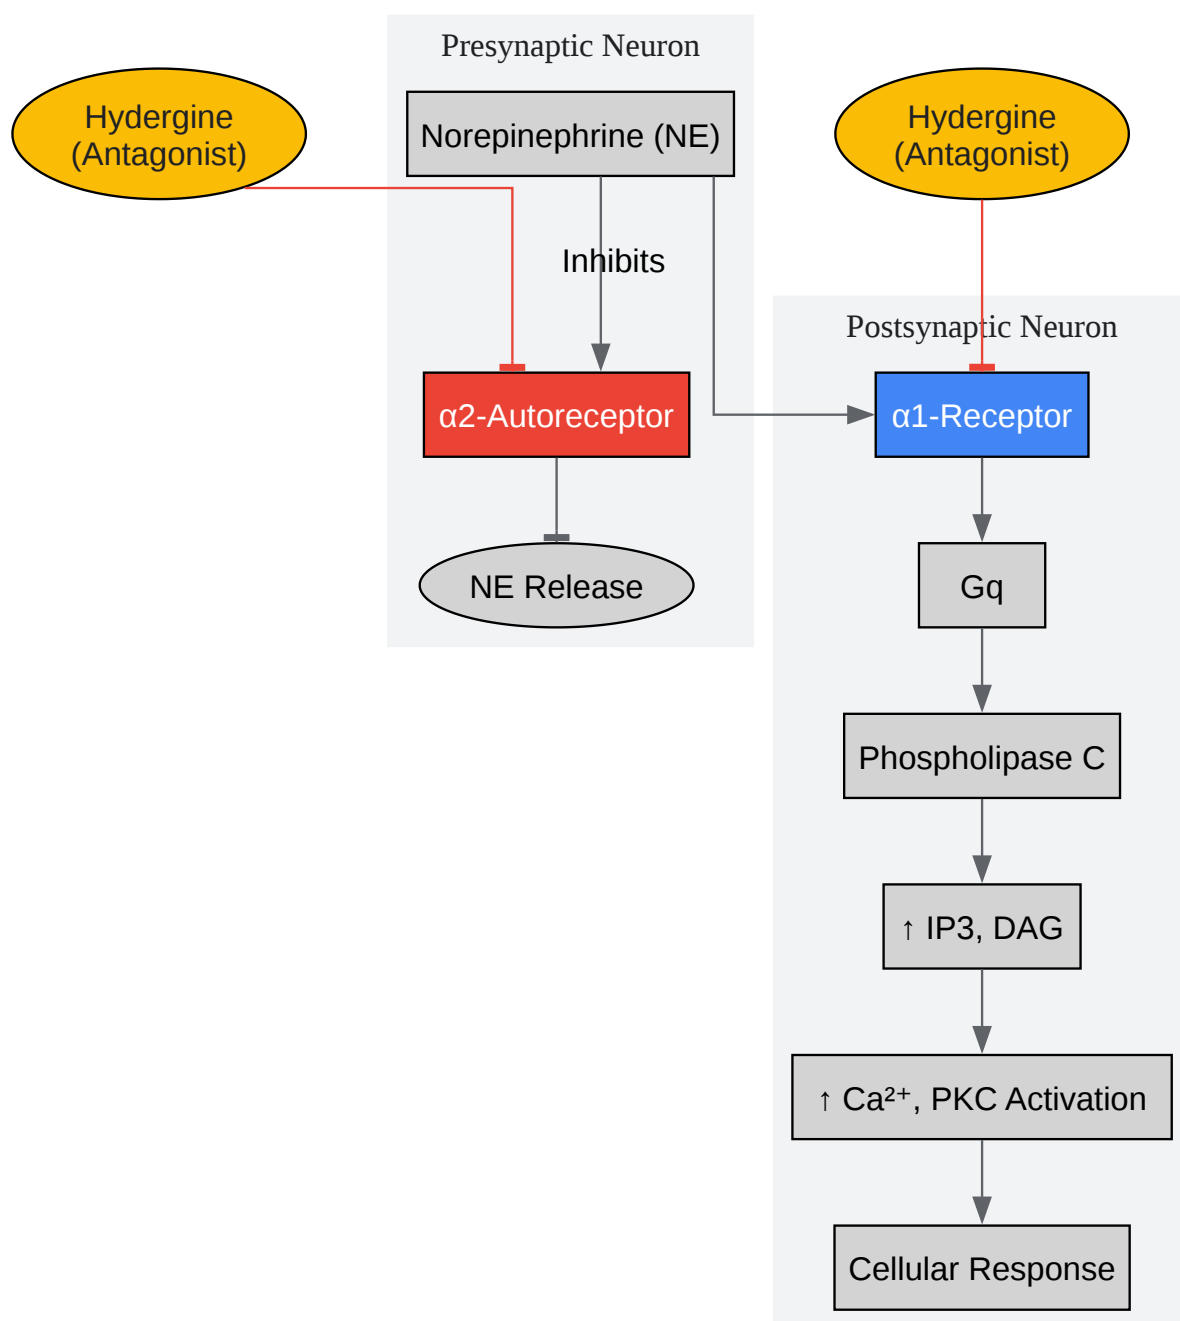 Presynaptic Neuron
Hydergine
(Antagonist)
Norepinephrine (NE)
Hydergine
(Antagonist)
Inhibits
Postsynaptic Neuron
α2-Autoreceptor
α1-Receptor
NE Release
Gq
Phospholipase C
↑ IP3, DAG
↑ Ca²⁺, PKC Activation
Cellular Response